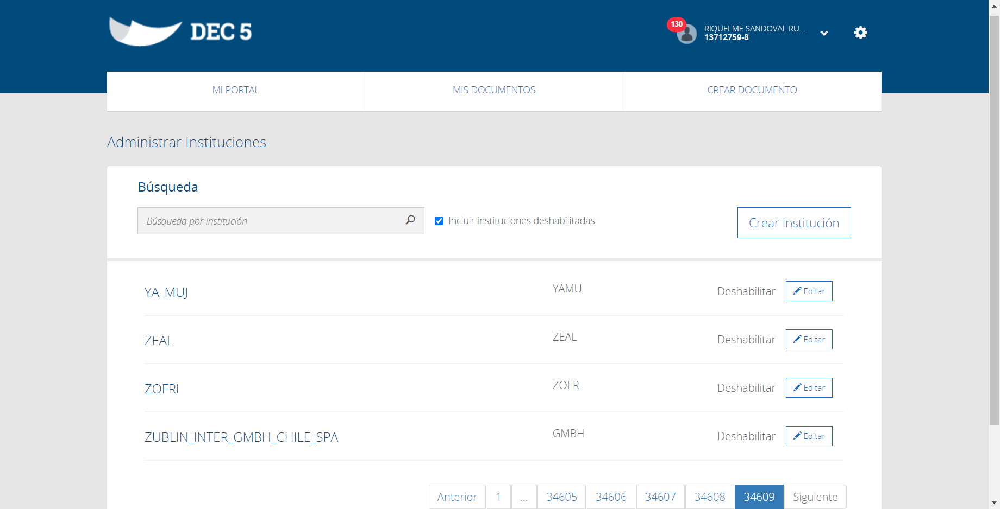 DEC 5
130
RIQUELME SANDOVAL RU...
13712759-8
MI PORTAL
MIS DOCUMENTOS
CREAR DOCUMENTO
Administrar Instituciones
Búsqueda
Búsqueda por institución
Incluir instituciones deshabilitadas
Crear Institución
YA_MUJ YAMU Deshabilitar Editar
ZEAL ZEAL Deshabilitar Editar
ZOFRI ZOFR Deshabilitar Editar
ZUBLIN_INTER_GMBH_CHILE_SPA GMBH Deshabilitar Editar
Anterior 1 ... 34605 34606 34607 34608 34609 Siguiente